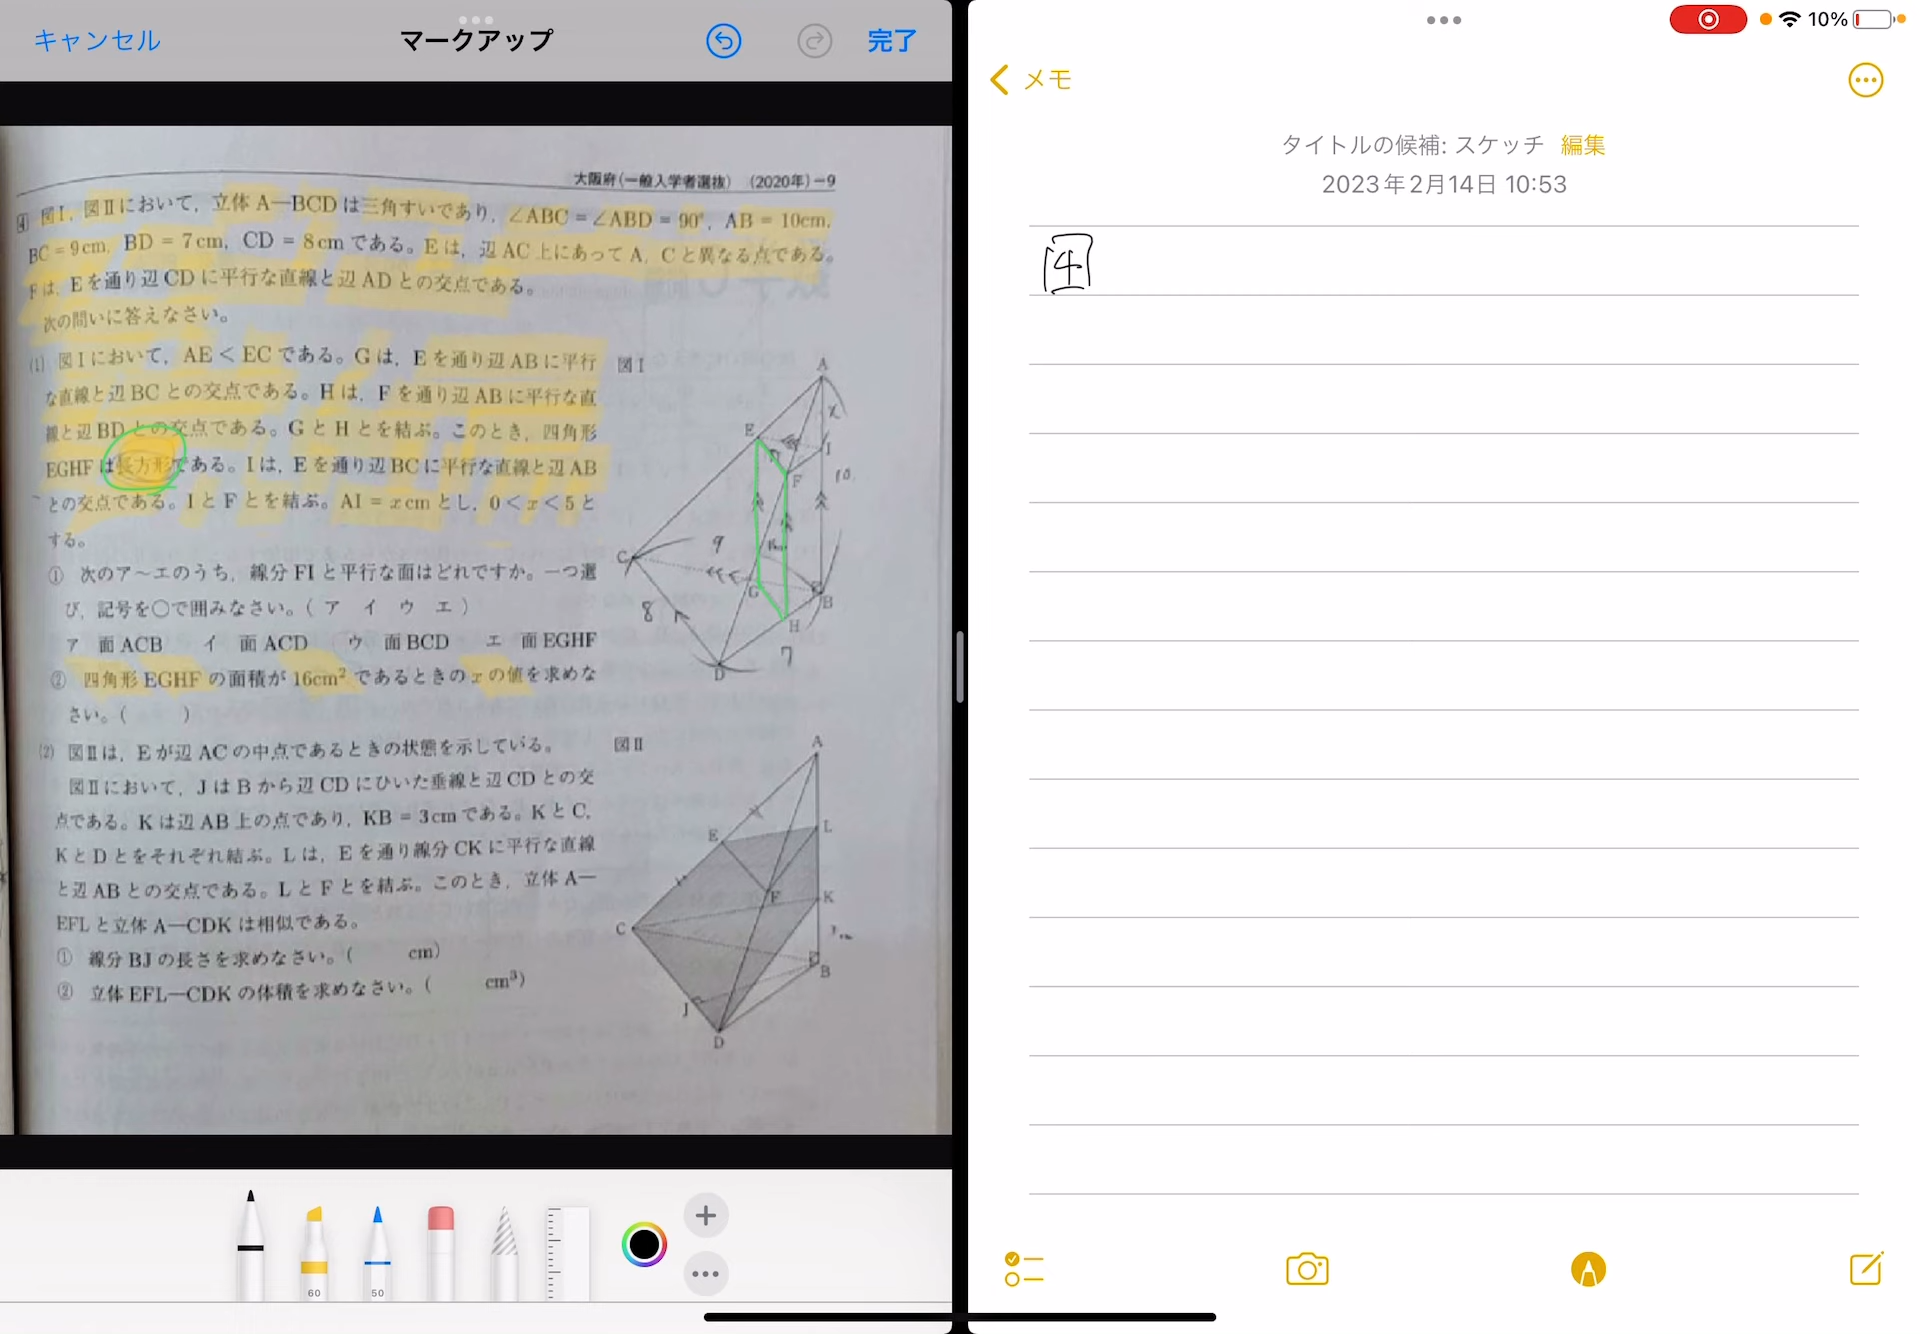 キャンセル
マークアップ
完了
大阪府(一般入学者選抜) (2020年)-9
4 図Ⅰ,図Ⅱにおいて,立体A—BCDは三角すいであり,∠ABC=∠ABD=90°,AB=10cm,
BC=9cm,BD=7cm,CD=8cmである。Eは,辺AC上にあってA,Cと異なる点である。
Fは,Eを通り辺CDに平行な直線と辺ADとの交点である。
次の問いに答えなさい。
(1) 図Ⅰにおいて,AE<ECである。Gは,Eを通り辺ABに平行
な直線と辺BCとの交点である。Hは,Fを通り辺ABに平行な直
線と辺BDとの交点である。GとHとを結ぶ。このとき,四角形
EGHFは長方形である。Iは,Eを通り辺BCに平行な直線と辺AB
との交点である。IとFとを結ぶ。AI=xcmとし,0<x<5と
する。
① 次のア〜エのうち,線分FIと平行な面はどれですか。一つ選
び,記号を○で囲みなさい。( ア イ ウ エ )
ア 面ACB イ 面ACD ウ 面BCD エ 面EGHF
② 四角形EGHFの面積が16cm²であるときのxの値を求めな
さい。( )
図Ⅰ
A
x
E
I
F
10
C
9
G
B
8
H
7
D
(2) 図Ⅱは,Eが辺ACの中点であるときの状態を示している。
図Ⅱにおいて,JはBから辺CDにひいた垂線と辺CDとの交
点である。Kは辺AB上の点であり,KB=3cmである。KとC,
KとDとをそれぞれ結ぶ。Lは,Eを通り線分CKに平行な直線
と辺ABとの交点である。LとFとを結ぶ。このとき,立体A—
EFLと立体A—CDKは相似である。
① 線分BJの長さを求めなさい。( cm)
② 立体EFL—CDKの体積を求めなさい。( cm³)
図Ⅱ
A
L
E
F
K
C
B
J
D
60
50
10%
メモ
タイトルの候補: スケッチ 編集
2023年2月14日 10:53
4